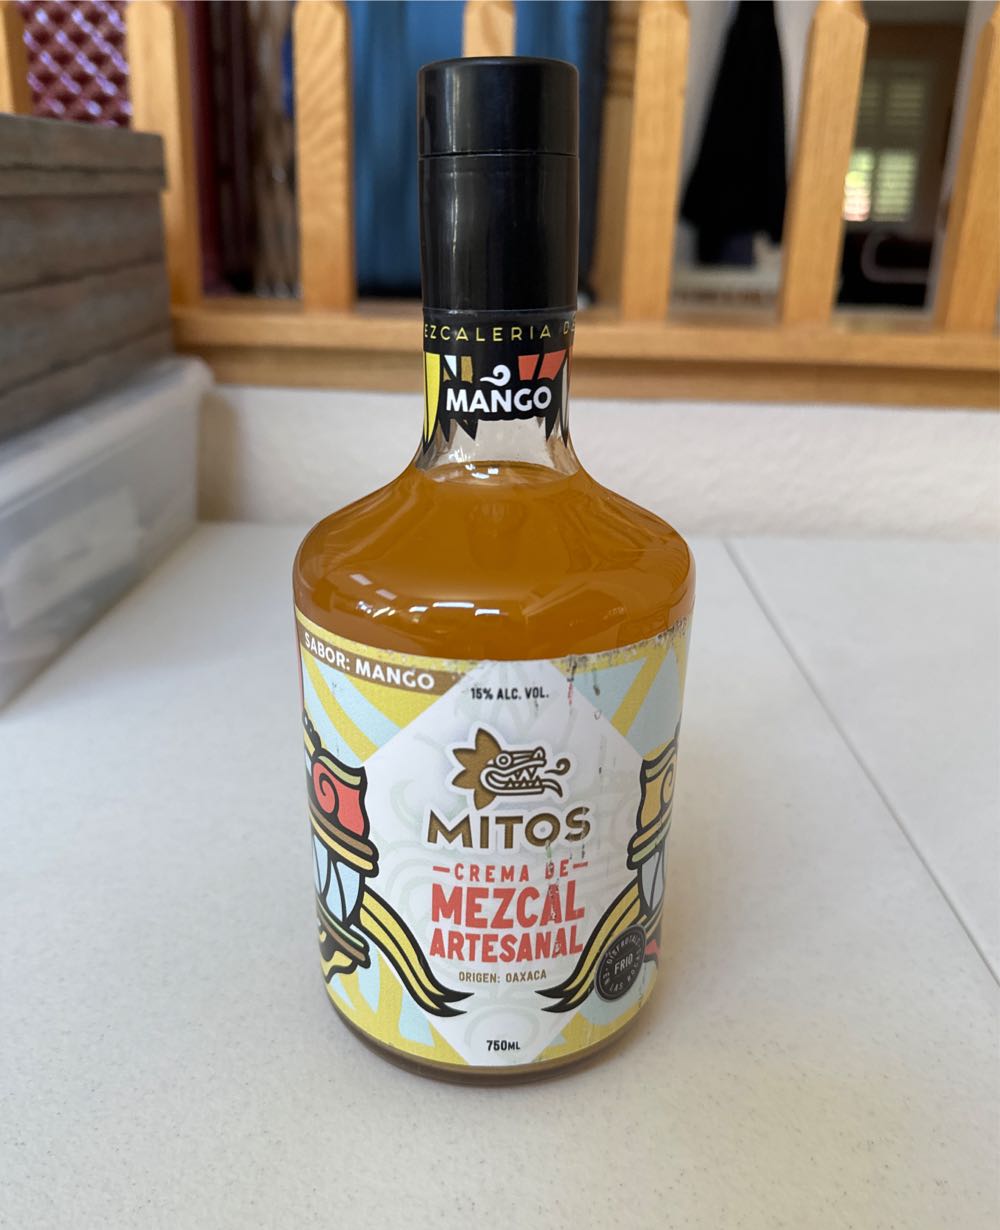 EZCALERIA D
MANGO
SABOR: MANGO
15% ALC. VOL.
MITOS
CREMA DE
MEZCAL
ARTESANAL
ORIGEN: OAXACA
FRIO
750ML